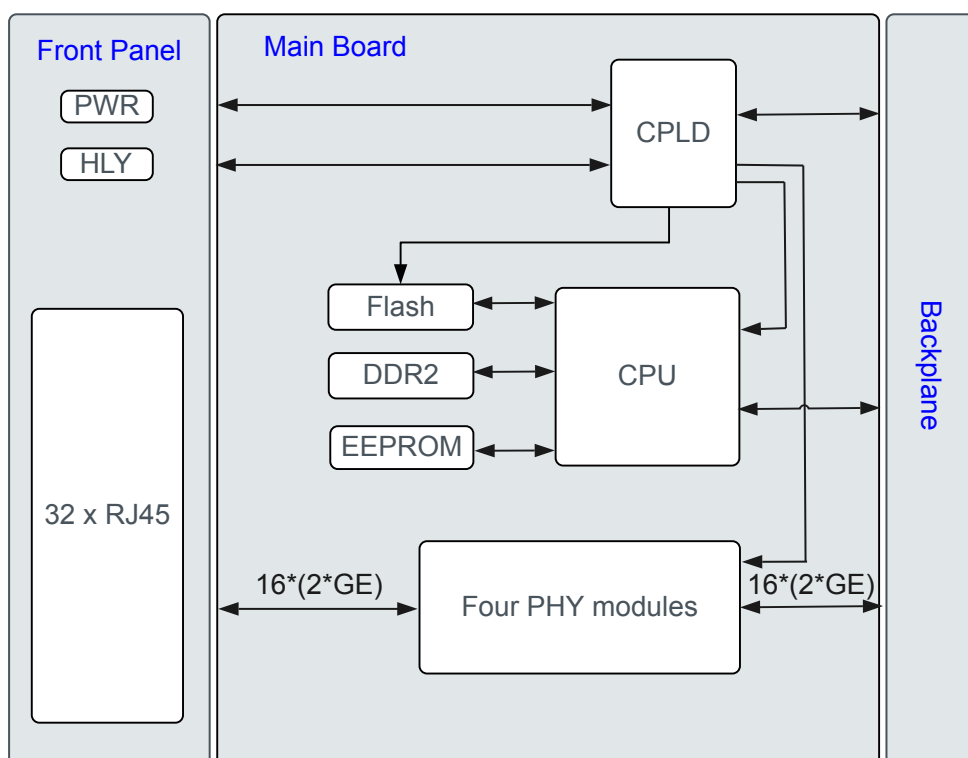 Front Panel
PWR
HLY
32 x RJ45
Main Board
CPLD
Flash
DDR2
EEPROM
CPU
16*(2*GE)
Four PHY modules
16*(2*GE)
Backplane